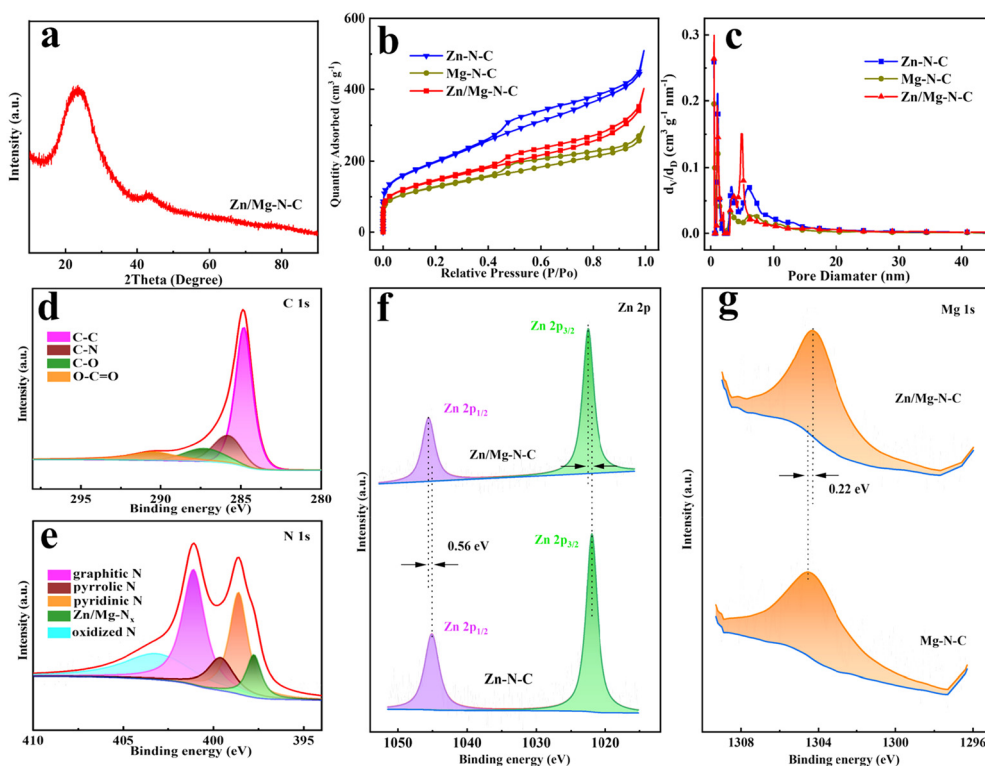 a
Intensity (a.u.)
Zn/Mg-N-C
20 40 60 80
2Theta (Degree)
b
Quantity Adsorbed (cm³ g⁻¹)
800
600
400
200
0
Zn-N-C
Mg-N-C
Zn/Mg-N-C
0.0 0.2 0.4 0.6 0.8 1.0
Relative Pressure (P/Po)
c
dᵥ/d_D (cm³ g⁻¹ nm⁻¹)
0.3
0.2
0.1
0.0
Zn-N-C
Mg-N-C
Zn/Mg-N-C
0 10 20 30 40
Pore Diamater (nm)
d
C 1s
Intensity (a.u.)
C-C
C-N
C-O
O-C=O
295 290 285 280
Binding energy (eV)
e
N 1s
Intensity (a.u.)
graphitic N
pyrrolic N
pyridinic N
Zn/Mg-Nₓ
oxidized N
410 405 400 395
Binding energy (eV)
f
Zn 2p
Intensity (a.u.)
Zn 2p3/2
Zn 2p1/2
Zn/Mg-N-C
0.56 eV
Zn 2p3/2
Zn 2p1/2
Zn-N-C
1050 1040 1030 1020
Binding energy (eV)
g
Mg 1s
Intensity (a.u.)
Zn/Mg-N-C
0.22 eV
Mg-N-C
1308 1304 1300 1296
Binding energy (eV)